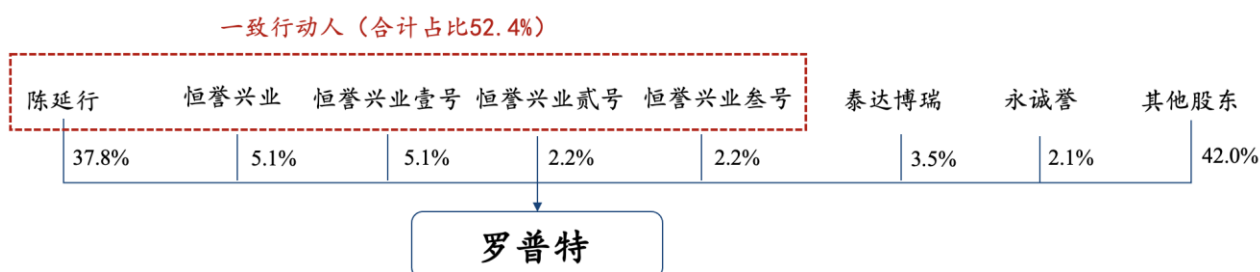 一致行动人（合计占比52.4%）
陈延行 恒誉兴业 恒誉兴业壹号 恒誉兴业贰号 恒誉兴业叁号 泰达博瑞 永诚誉 其他股东
37.8% 5.1% 5.1% 2.2% 2.2% 3.5% 2.1% 42.0%
罗普特